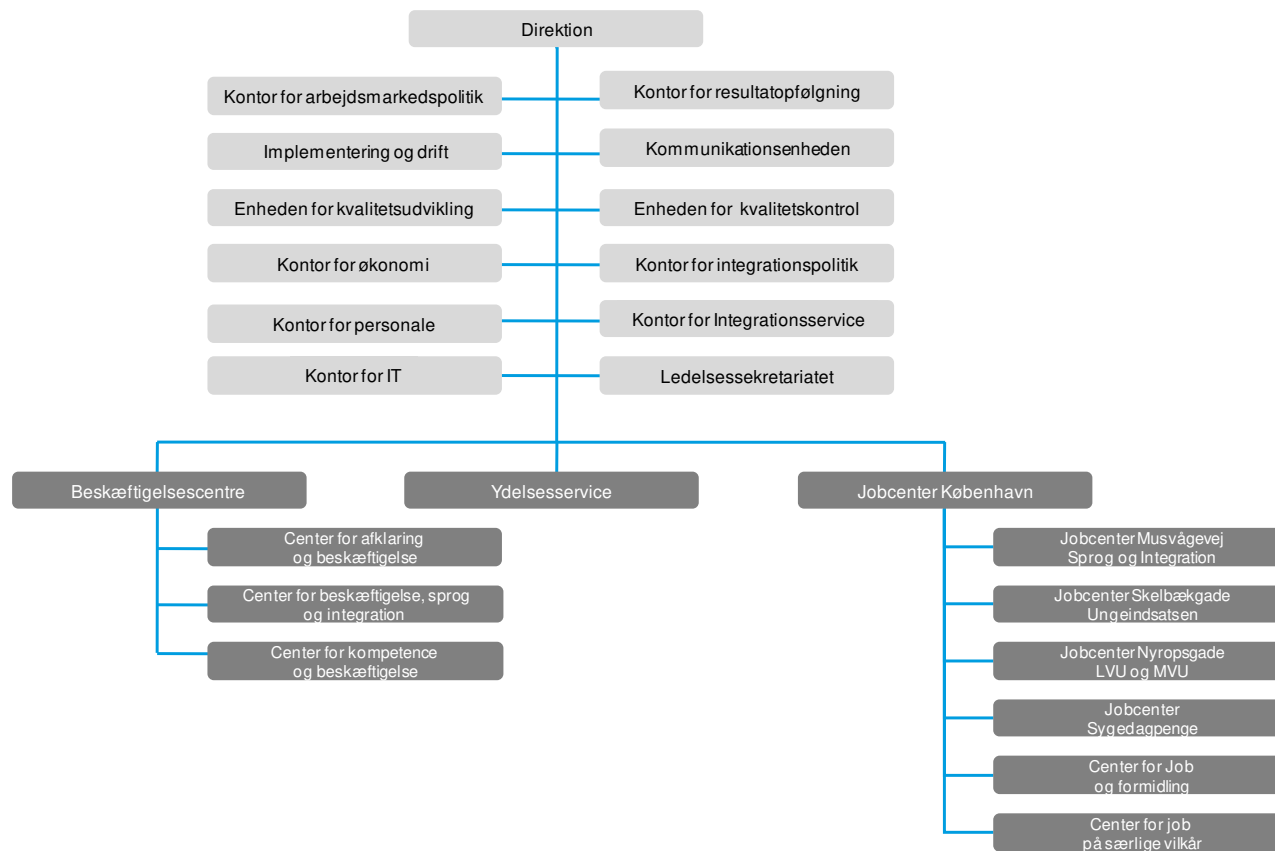 Direktion
Kontor for arbejdsmarkedspolitik
Kontor for resultatopfølgning
Implementering og drift
Kommunikationsenheden
Enheden for kvalitetsudvikling
Enheden for kvalitetskontrol
Kontor for økonomi
Kontor for integrationspolitik
Kontor for personale
Kontor for Integrationsservice
Kontor for IT
Ledelsessekretariatet
Beskæftigelsescentre
Ydelsesservice
Jobcenter København
Center for afklaring
og beskæftigelse
Center for beskæftigelse, sprog
og integration
Center for kompetence
og beskæftigelse
Jobcenter Musvågevej
Sprog og Integration
Jobcenter Skelbækgade
Ungeindsatsen
Jobcenter Nyropsgade
LVU og MVU
Jobcenter
Sygedagpenge
Center for Job
og formidling
Center for job
på særlige vilkår